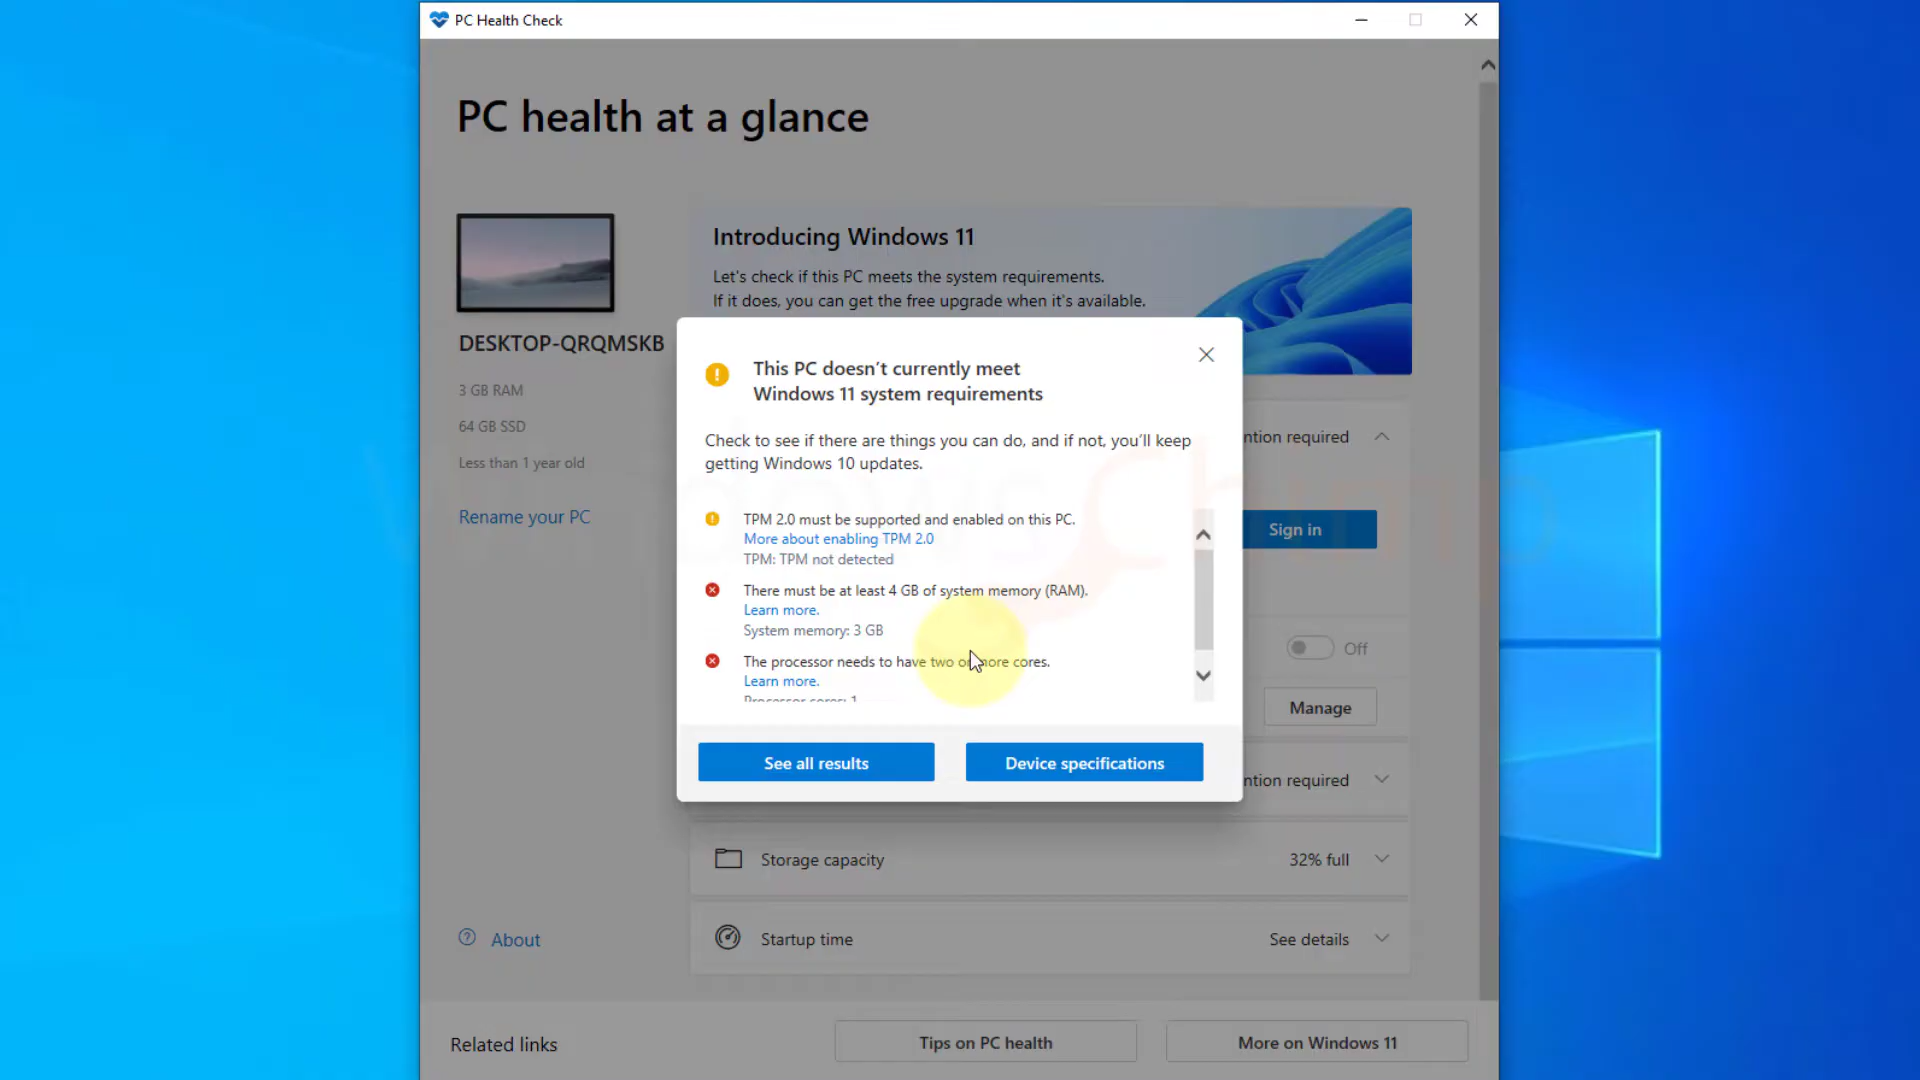 PC Health Check
PC health at a glance
Introducing Windows 11
Let's check if this PC meets the system requirements.
If it does, you can get the free upgrade when it's available.
DESKTOP-QRQMSKB
3 GB RAM
64 GB SSD
Less than 1 year old
Rename your PC
This PC doesn't currently meet
Windows 11 system requirements
Check to see if there are things you can do, and if not, you'll keep
getting Windows 10 updates.
TPM 2.0 must be supported and enabled on this PC.
More about enabling TPM 2.0
TPM: TPM not detected
There must be at least 4 GB of system memory (RAM).
Learn more.
System memory: 3 GB
The processor needs to have two or more cores.
Learn more.
Processor cores: 1
See all results
Device specifications
ntion required
Sign in
Off
Manage
ntion required
Storage capacity
32% full
Startup time
See details
About
Related links
Tips on PC health
More on Windows 11